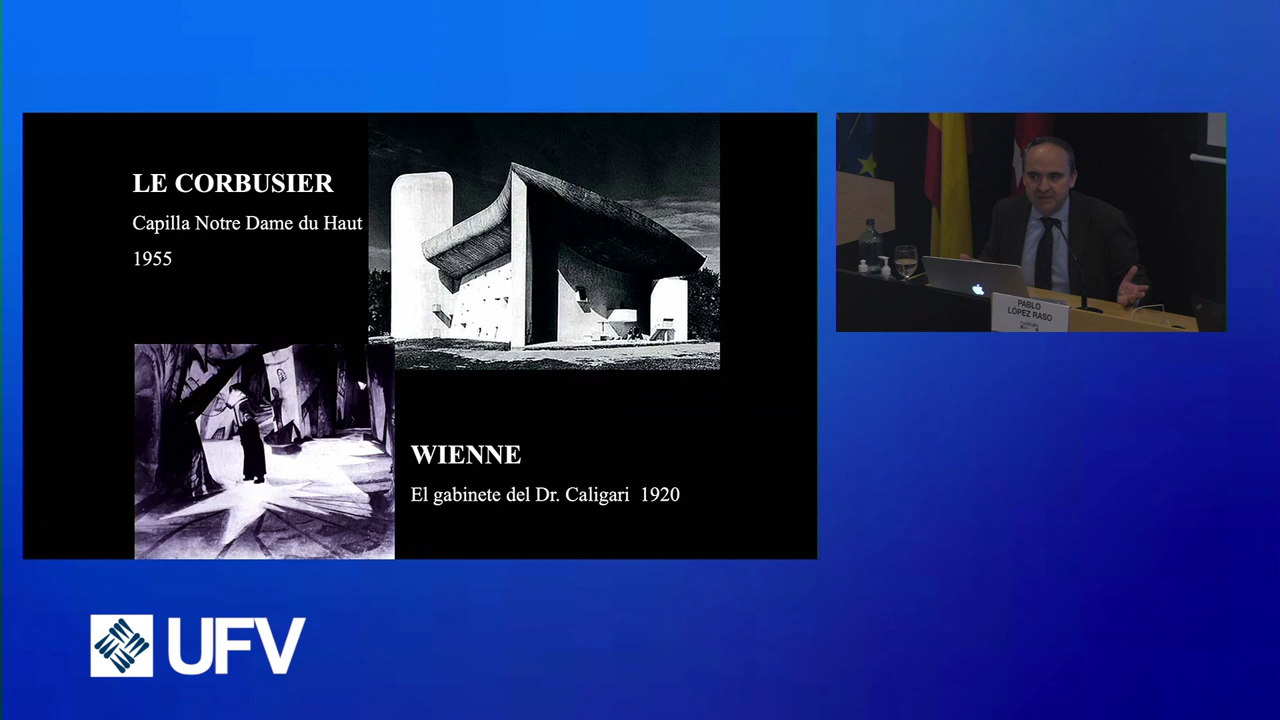 LE CORBUSIER
Capilla Notre Dame du Haut
1955
WIENNE
El gabinete del Dr. Caligari 1920
PABLO
LÓPEZ RASO
UFV